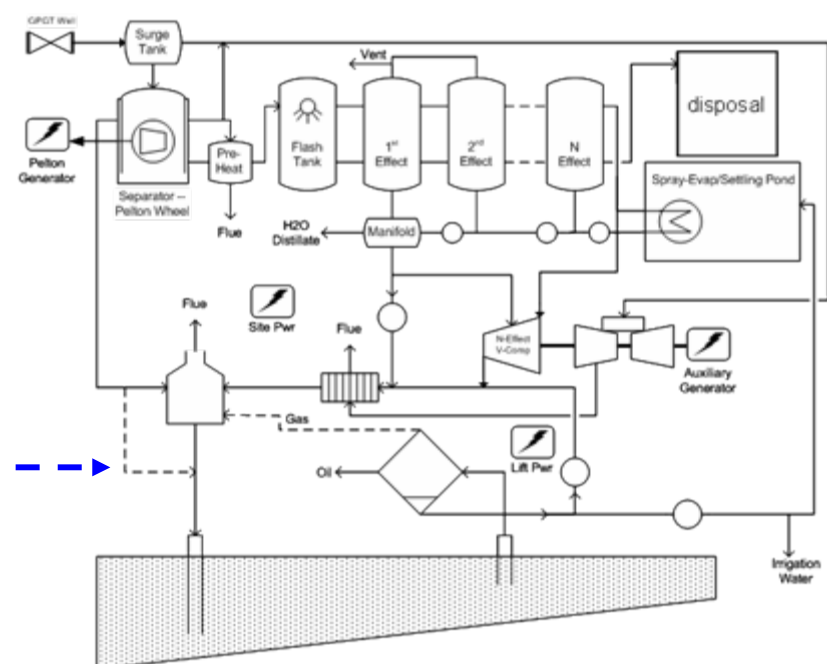 GPGT Well
Surge
Tank
Vent
disposal
Pelton
Generator
Pre-
Heat
Flash
Tank
1st
Effect
2nd
Effect
N
Effect
Separator --
Pelton Wheel
Flue
H2O
Distillate
Manifold
Spray-Evap/Settling Pond
Flue
Site Pwr
Flue
N-Effect
V-Comp
Auxiliary
Generator
Gas
Oil
Lift Pwr
Irrigation
Water